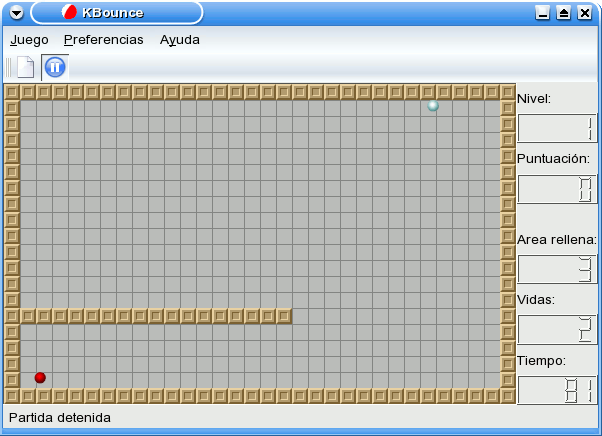 KBounce
Juego Preferencias Ayuda
Nivel:
1
Puntuación:
0
Area rellena:
3
Vidas:
2
Tiempo:
81
Partida detenida